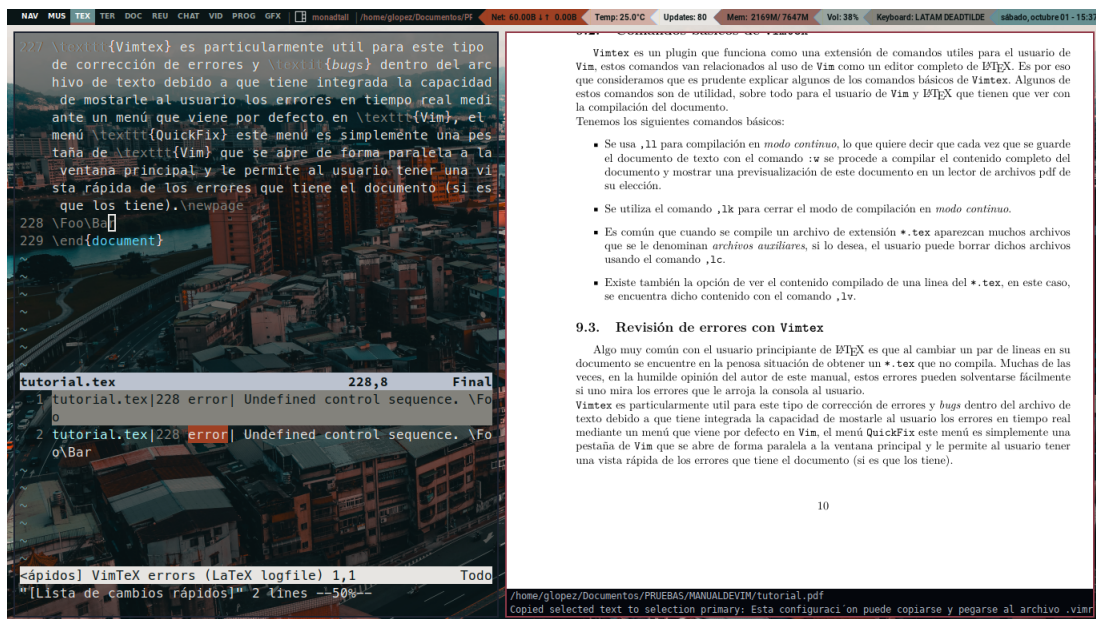 NAV MUS TEX TER DOC REU CHAT VID PROG GFX monadtall /home/glopez/Documentos/PF Net: 60.00B ↓↑ 0.00B Temp: 25.0°C Updates: 80 Mem: 2169M/ 7647M Vol: 38% Keyboard: LATAM DEADTILDE sábado, octubre 01 - 15:37
227 \texttt{Vimtex} es particularmente util para este tipo
de corrección de errores y \textit{bugs} dentro del arc
hivo de texto debido a que tiene integrada la capacidad
de mostarle al usuario los errores en tiempo real medi
ante un menú que viene por defecto en \texttt{Vim}, el
menú \texttt{QuickFix} este menú es simplemente una pes
taña de \texttt{Vim} que se abre de forma paralela a la
ventana principal y le permite al usuario tener una vi
sta rápida de los errores que tiene el documento (si es
que los tiene).\newpage
228 \Foo\Bar
229 \end{document}
~
~
~
~
~
~
tutorial.tex 228,8 Final
1 tutorial.tex|228 error| Undefined control sequence. \Fo
o
2 tutorial.tex|228 error| Undefined control sequence. \Fo
o\Bar
~
~
~
~
~
~
<ápidos] VimTeX errors (LaTeX logfile) 1,1 Todo
"[Lista de cambios rápidos]" 2 lines --50%--
9.2. Comandos básicos de Vimtex
Vimtex es un plugin que funciona como una extensión de comandos utiles para el usuario de
Vim, estos comandos van relacionados al uso de Vim como un editor completo de LATEX. Es por eso
que consideramos que es prudente explicar algunos de los comandos básicos de Vimtex. Algunos de
estos comandos son de utilidad, sobre todo para el usuario de Vim y LATEX que tienen que ver con
la compilación del documento.
Tenemos los siguientes comandos básicos:
▪ Se usa ,ll para compilación en modo continuo, lo que quiere decir que cada vez que se guarde
el documento de texto con el comando :w se procede a compilar el contenido completo del
documento y mostrar una previsualización de este documento en un lector de archivos pdf de
su elección.
▪ Se utiliza el comando ,lk para cerrar el modo de compilación en modo continuo.
▪ Es común que cuando se compile un archivo de extensión *.tex aparezcan muchos archivos
que se le denominan archivos auxiliares, si lo desea, el usuario puede borrar dichos archivos
usando el comando ,lc.
▪ Existe también la opción de ver el contenido compilado de una linea del *.tex, en este caso,
se encuentra dicho contenido con el comando ,lv.
9.3. Revisión de errores con Vimtex
Algo muy común con el usuario principiante de LATEX es que al cambiar un par de lineas en su
documento se encuentre en la penosa situación de obtener un *.tex que no compila. Muchas de las
veces, en la humilde opinión del autor de este manual, estos errores pueden solventarse fácilmente
si uno mira los errores que le arroja la consola al usuario.
Vimtex es particularmente util para este tipo de corrección de errores y bugs dentro del archivo de
texto debido a que tiene integrada la capacidad de mostarle al usuario los errores en tiempo real
mediante un menú que viene por defecto en Vim, el menú QuickFix este menú es simplemente una
pestaña de Vim que se abre de forma paralela a la ventana principal y le permite al usuario tener
una vista rápida de los errores que tiene el documento (si es que los tiene).
10
/home/glopez/Documentos/PRUEBAS/MANUALDEVIM/tutorial.pdf
Copied selected text to selection primary: Esta configuraci´on puede copiarse y pegarse al archivo .vimr